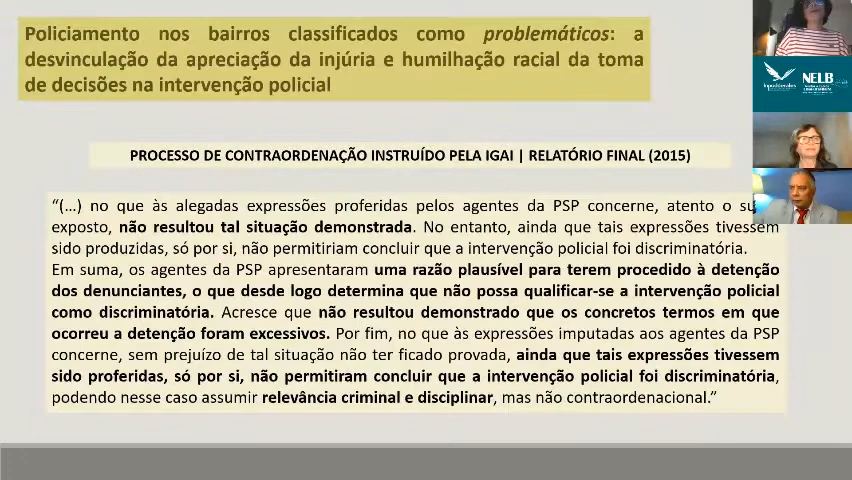 Policiamento nos bairros classificados como problemáticos: a
desvinculação da apreciação da injúria e humilhação racial da toma
de decisões na intervenção policial
PROCESSO DE CONTRAORDENAÇÃO INSTRUÍDO PELA IGAI | RELATÓRIO FINAL (2015)
“(…) no que às alegadas expressões proferidas pelos agentes da PSP concerne, atento o
exposto, não resultou tal situação demonstrada. No entanto, ainda que tais expressões tivessem
sido produzidas, só por si, não permitiriam concluir que a intervenção policial foi discriminatória.
Em suma, os agentes da PSP apresentaram uma razão plausível para terem procedido à detenção
dos denunciantes, o que desde logo determina que não possa qualificar-se a intervenção policial
como discriminatória. Acresce que não resultou demonstrado que os concretos termos em que
ocorreu a detenção foram excessivos. Por fim, no que às expressões imputadas aos agentes da PSP
concerne, sem prejuízo de tal situação não ter ficado provada, ainda que tais expressões tivessem
sido proferidas, só por si, não permitiram concluir que a intervenção policial foi discriminatória,
podendo nesse caso assumir relevância criminal e disciplinar, mas não contraordenacional.”
NELB